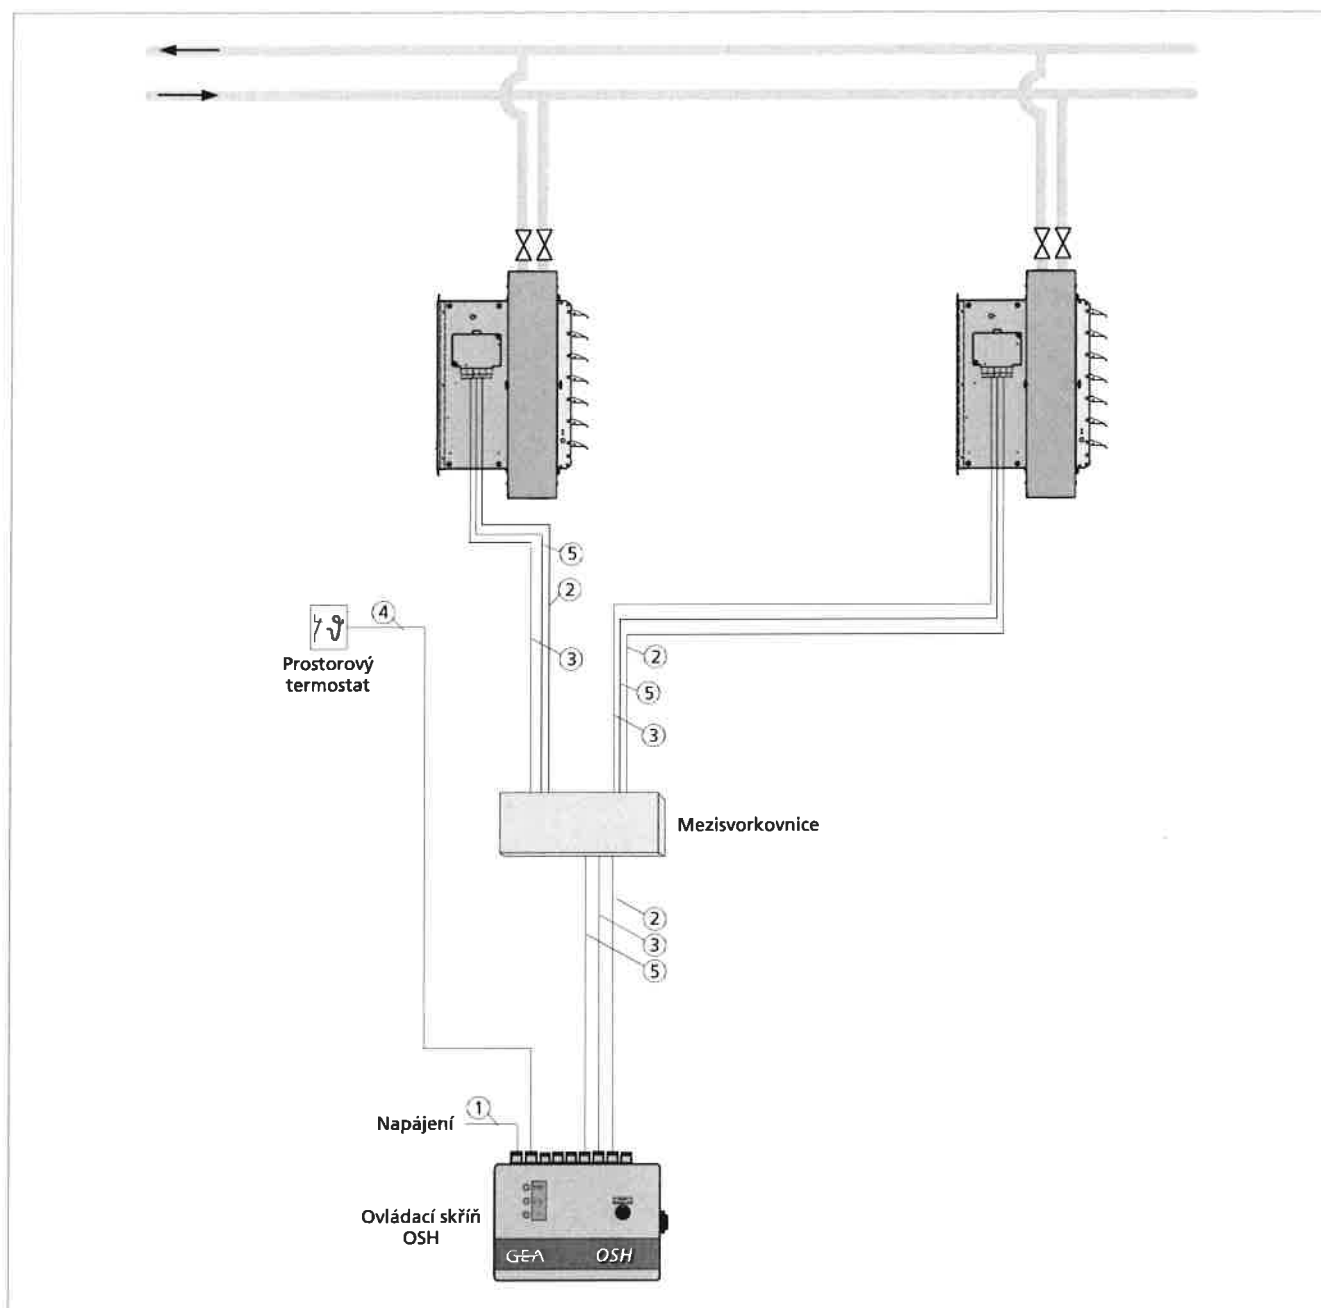 5
2
4
3
2
Prostorový
termostat
5
3
Mezisvorkovnice
2
3
5
1
Napájení
Ovládací skříň
OSH
GEA OSH